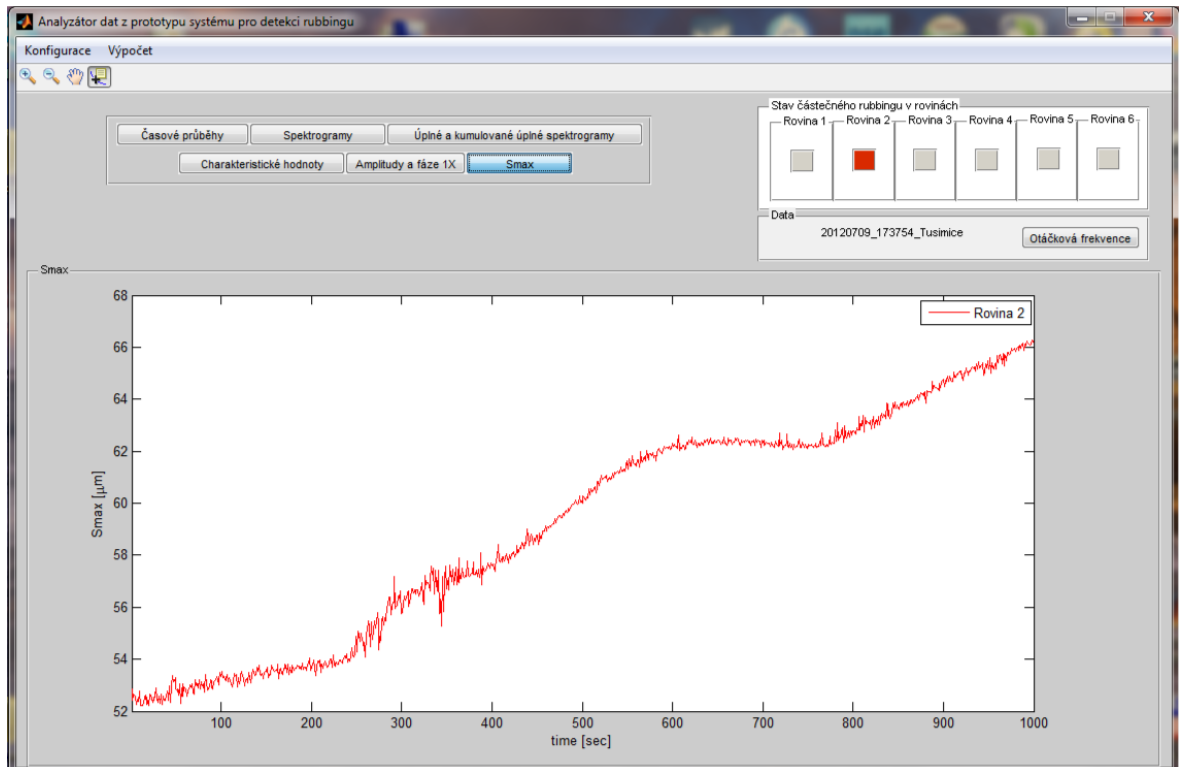 Analyzátor dat z prototypu systému pro detekci rubbingu
Konfigurace Výpočet
Časové průběhy Spektrogramy Úplné a kumulované úplné spektrogramy
Charakteristické hodnoty Amplitudy a fáze 1X Smax
Stav částečného rubbingu v rovinách
Rovina 1 Rovina 2 Rovina 3 Rovina 4 Rovina 5 Rovina 6
Data
20120709_173754_Tusimice Otáčková frekvence
Smax
68
66
64
62
60
58
56
54
52
Smax [μm]
Rovina 2
100 200 300 400 500 600 700 800 900 1000
time [sec]